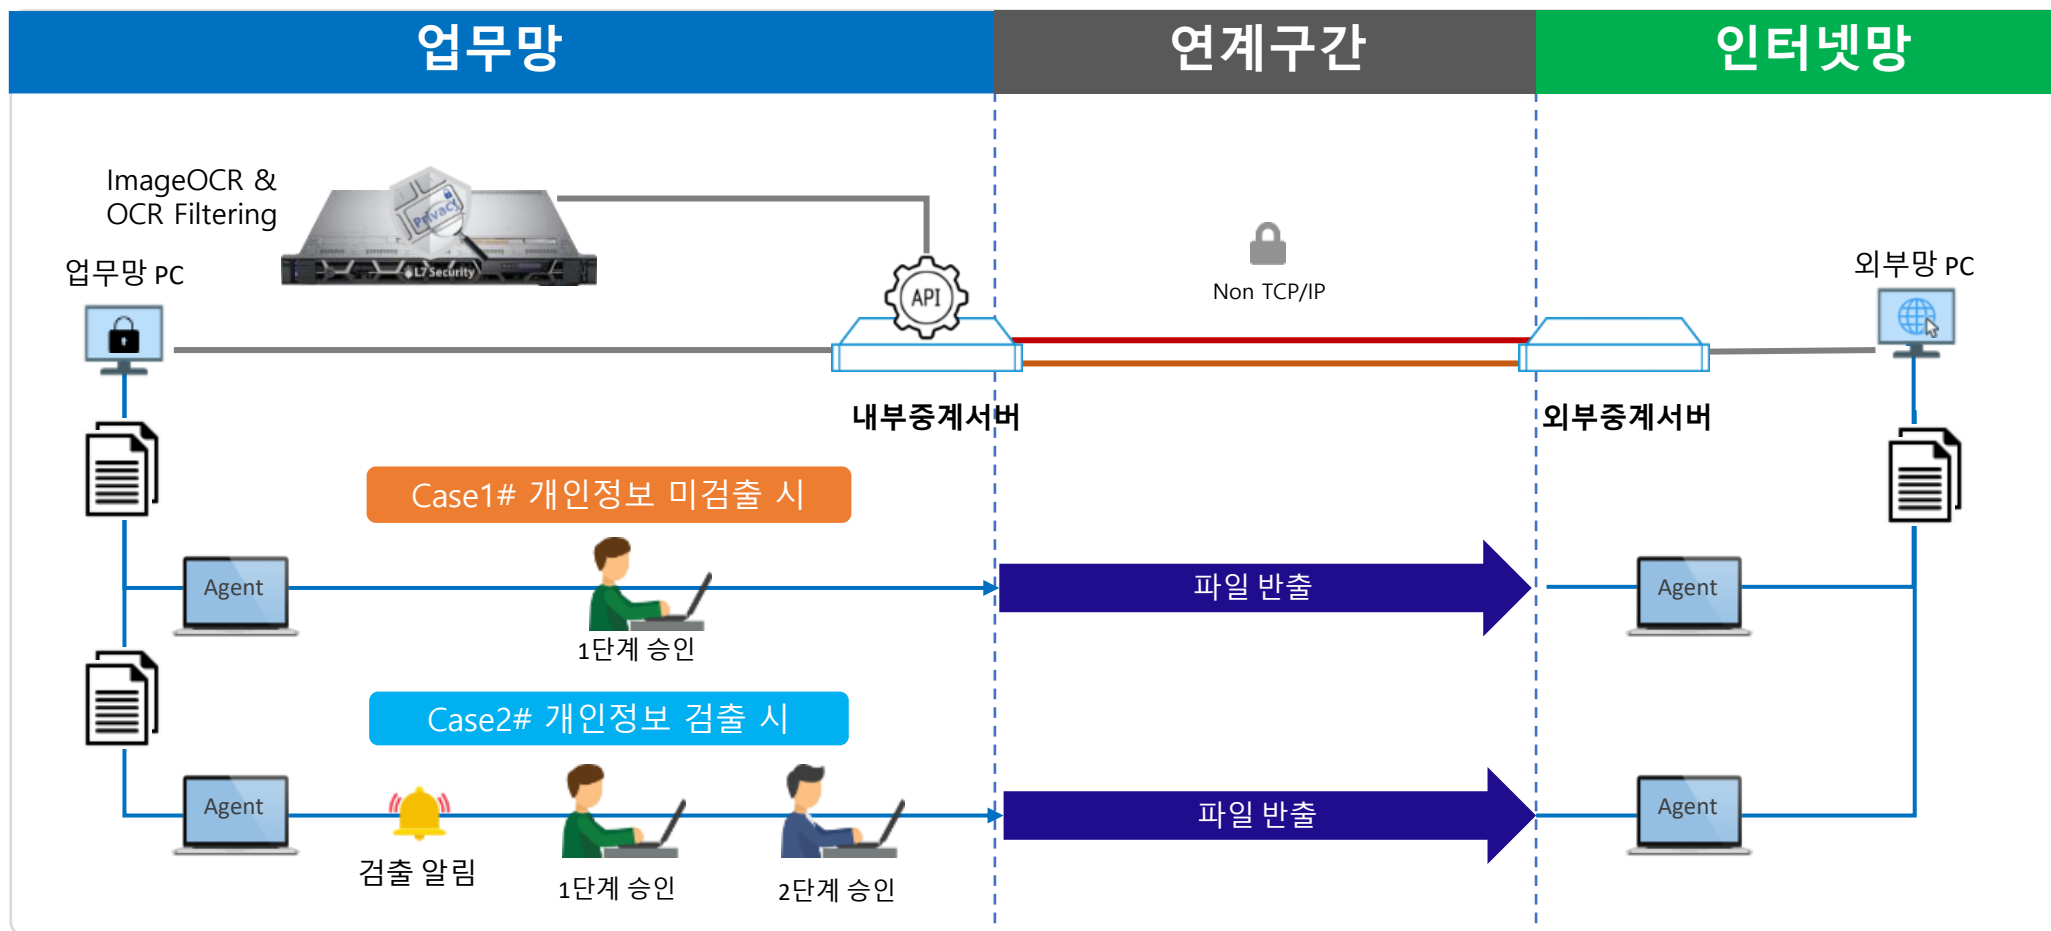 업무망
연계구간
인터넷망
ImageOCR &
OCR Filtering
Privacy
L7 Security
업무망 PC
API
Non TCP/IP
외부망 PC
내부중계서버
외부중계서버
Case1# 개인정보 미검출 시
Agent
1단계 승인
파일 반출
Agent
Case2# 개인정보 검출 시
Agent
검출 알림
1단계 승인
2단계 승인
파일 반출
Agent